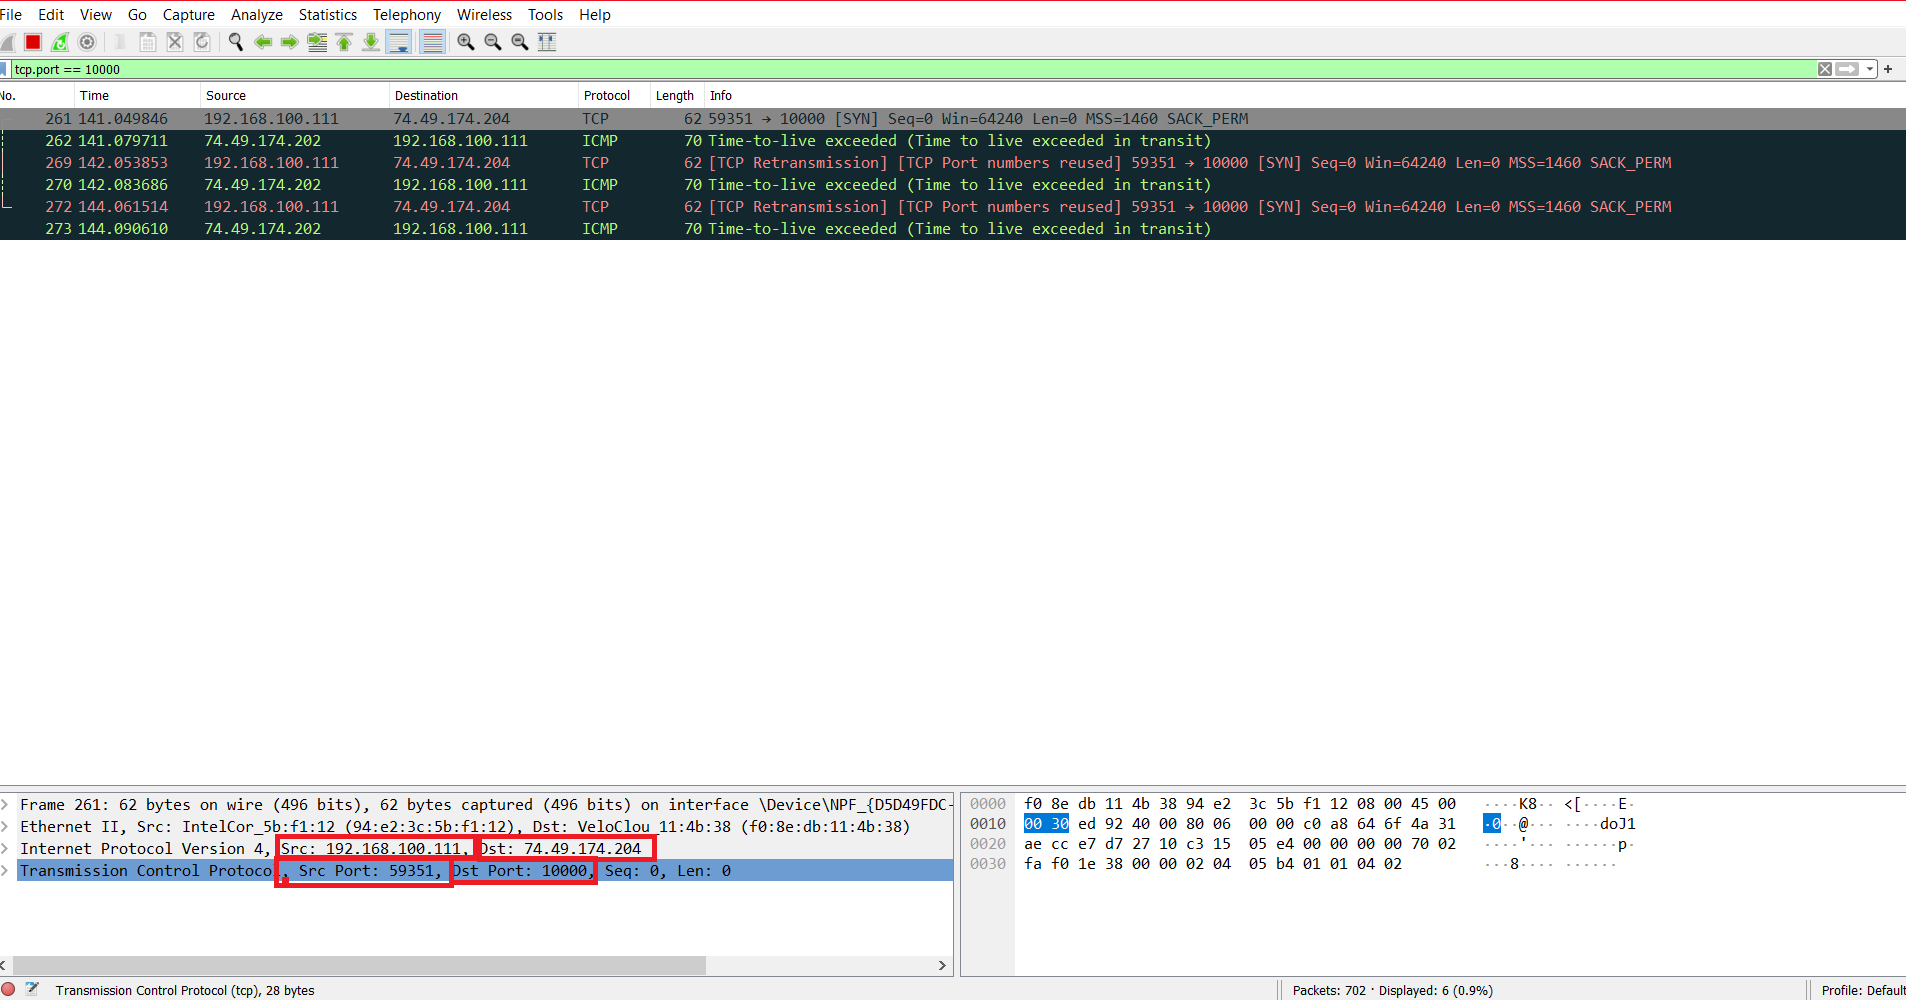 File Edit View Go Capture Analyze Statistics Telephony Wireless Tools Help
tcp.port == 10000
No. Time Source Destination Protocol Length Info
261 141.049846 192.168.100.111 74.49.174.204 TCP 62 59351 → 10000 [SYN] Seq=0 Win=64240 Len=0 MSS=1460 SACK_PERM
262 141.079711 74.49.174.202 192.168.100.111 ICMP 70 Time-to-live exceeded (Time to live exceeded in transit)
269 142.053853 192.168.100.111 74.49.174.204 TCP 62 [TCP Retransmission] [TCP Port numbers reused] 59351 → 10000 [SYN] Seq=0 Win=64240 Len=0 MSS=1460 SACK_PERM
270 142.083686 74.49.174.202 192.168.100.111 ICMP 70 Time-to-live exceeded (Time to live exceeded in transit)
272 144.061514 192.168.100.111 74.49.174.204 TCP 62 [TCP Retransmission] [TCP Port numbers reused] 59351 → 10000 [SYN] Seq=0 Win=64240 Len=0 MSS=1460 SACK_PERM
273 144.090610 74.49.174.202 192.168.100.111 ICMP 70 Time-to-live exceeded (Time to live exceeded in transit)
Frame 261: 62 bytes on wire (496 bits), 62 bytes captured (496 bits) on interface \Device\NPF_{D5D49FDC-
Ethernet II, Src: IntelCor_5b:f1:12 (94:e2:3c:5b:f1:12), Dst: VeloClou_11:4b:38 (f0:8e:db:11:4b:38)
Internet Protocol Version 4, Src: 192.168.100.111, Dst: 74.49.174.204
Transmission Control Protocol, Src Port: 59351, Dst Port: 10000, Seq: 0, Len: 0
0000 f0 8e db 11 4b 38 94 e2 3c 5b f1 12 08 00 45 00 ····K8·· <[····E·
0010 00 30 ed 92 40 00 80 06 00 00 c0 a8 64 6f 4a 31 ·0··@··· ····doJ1
0020 ae cc e7 d7 27 10 c3 15 05 e4 00 00 00 00 70 02 ····'··· ······p·
0030 fa f0 1e 38 00 00 02 04 05 b4 01 01 04 02 ···8···· ······
Transmission Control Protocol (tcp), 28 bytes
Packets: 702 · Displayed: 6 (0.9%)
Profile: Default